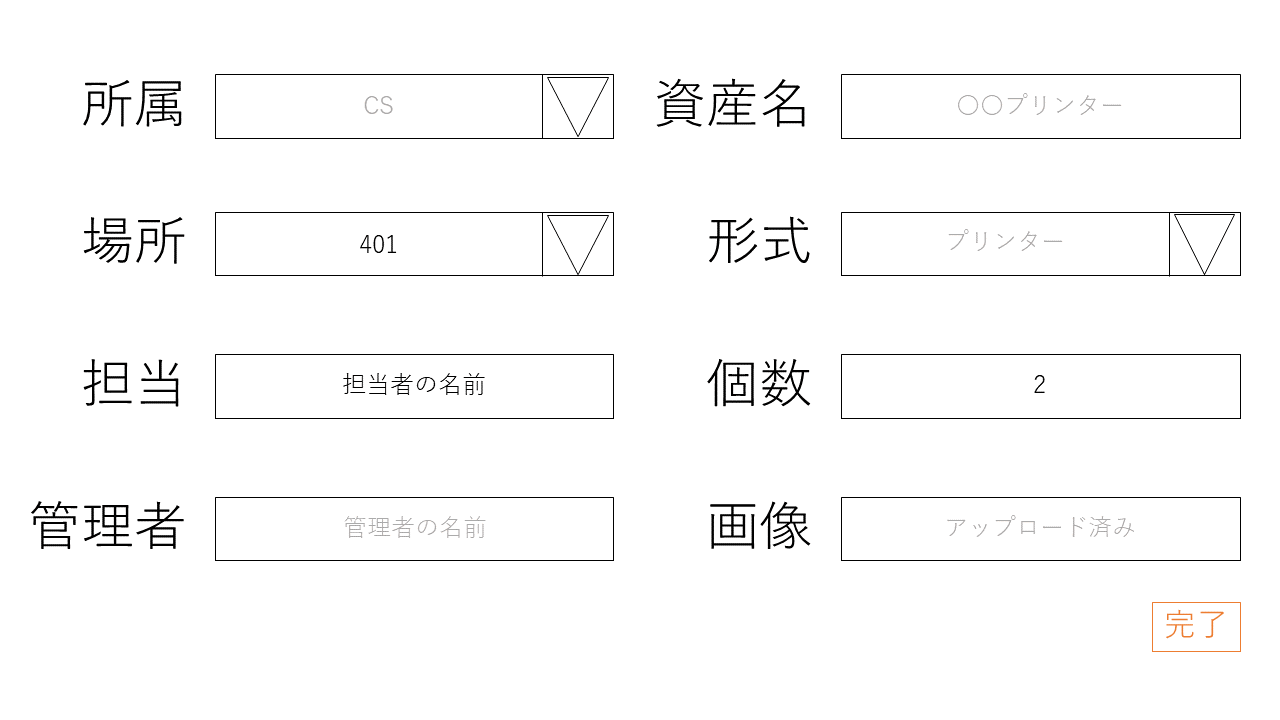 所属 CS 資産名 〇〇プリンター
場所 401 形式 プリンター
担当 担当者の名前 個数 2
管理者 管理者の名前 画像 アップロード済み
完了